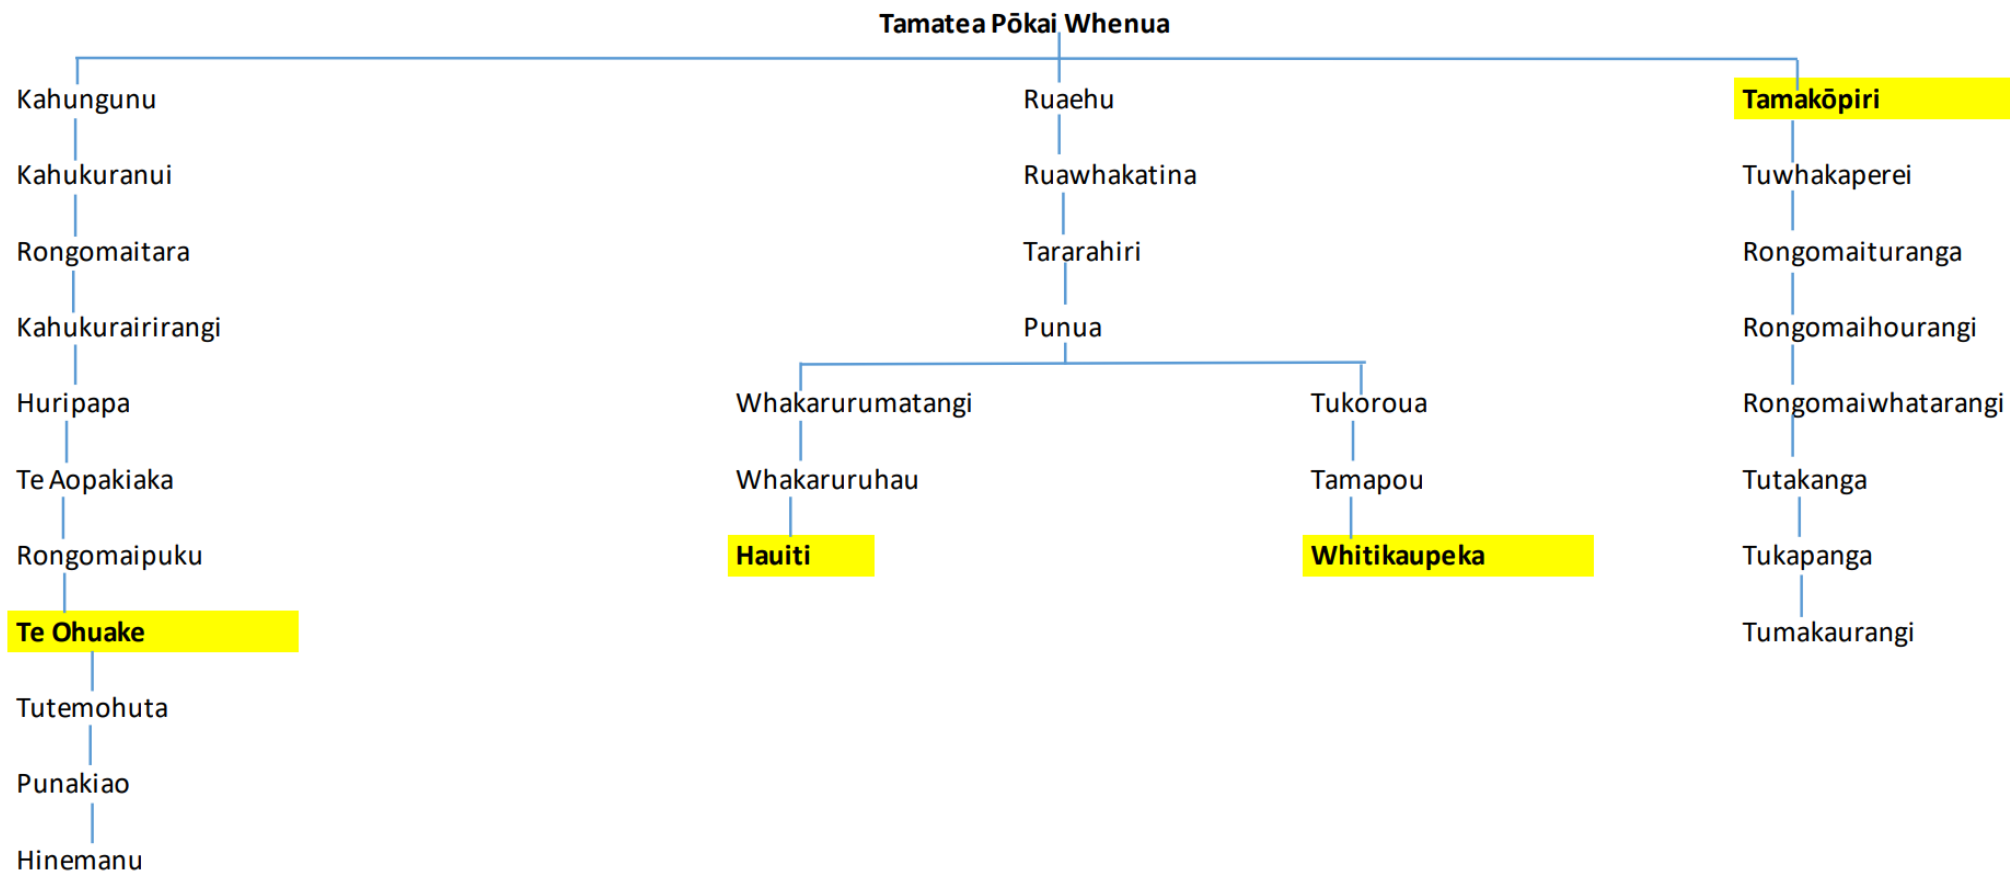 Tamatea Pōkai Whenua
Kahungunu Ruaehu Tamakōpiri
Kahukuranui Ruawhakatina Tuwhakaperei
Rongomaitara Tararahiri Rongomaituranga
Kahukurairirangi Punua Rongomaihourangi
Huripapa Whakarurumatangi Tukoroua Rongomaiwhatarangi
Te Aopakiaka Whakaruruhau Tamapou Tutakanga
Rongomaipuku Hauiti Whitikaupeka Tukapanga
Te Ohuake Tumakaurangi
Tutemohuta
Punakiao
Hinemanu